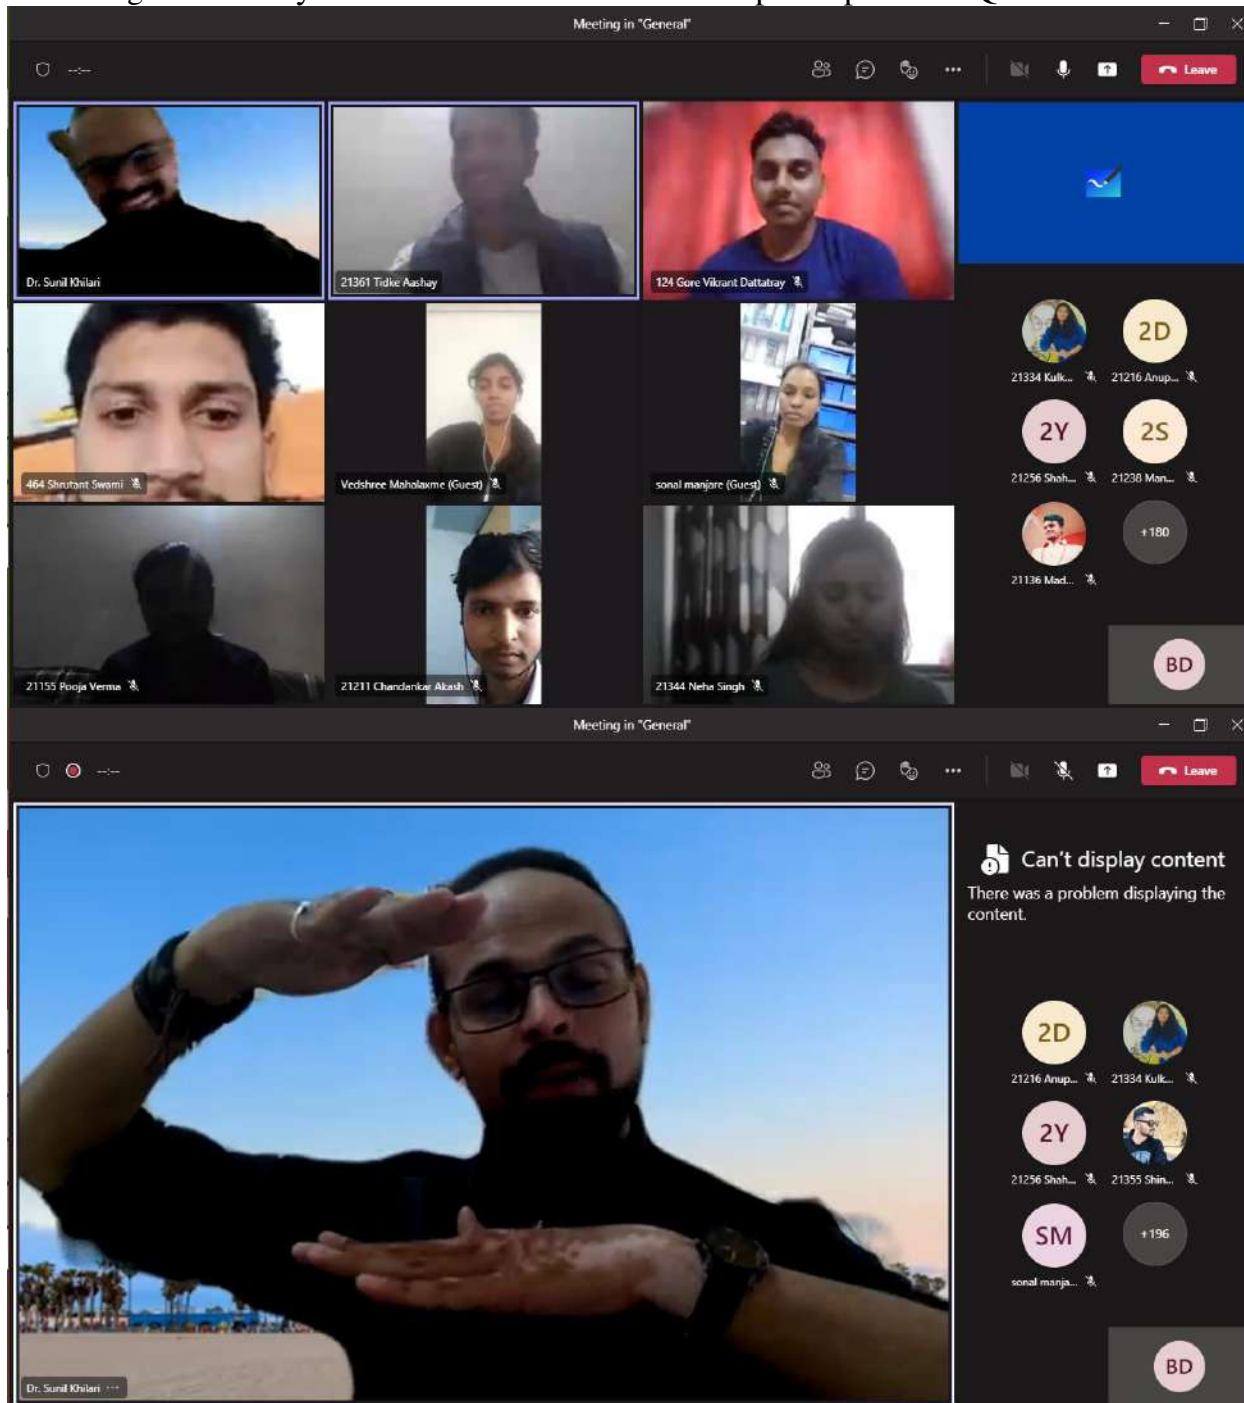 Meeting in "General"
--:--
Leave
Dr. Sunil Khilari
21361 Tidke Aashay
124 Gore Vikrant Dattatray
2D
21334 Kulk...
21216 Anup...
464 Shrutant Swami
Vedshree Mahalaxme (Guest)
sonal manjare (Guest)
2Y
2S
21256 Shah...
21238 Man...
+180
21136 Mad...
21155 Pooja Verma
21211 Chandankar Akash
21344 Neha Singh
BD
Meeting in "General"
--:--
Leave
Can't display content
There was a problem displaying the
content.
2D
21216 Anup...
21334 Kulk...
2Y
21256 Shah...
21355 Shin...
SM
+196
sonal manja...
Dr. Sunil Khilari ...
BD